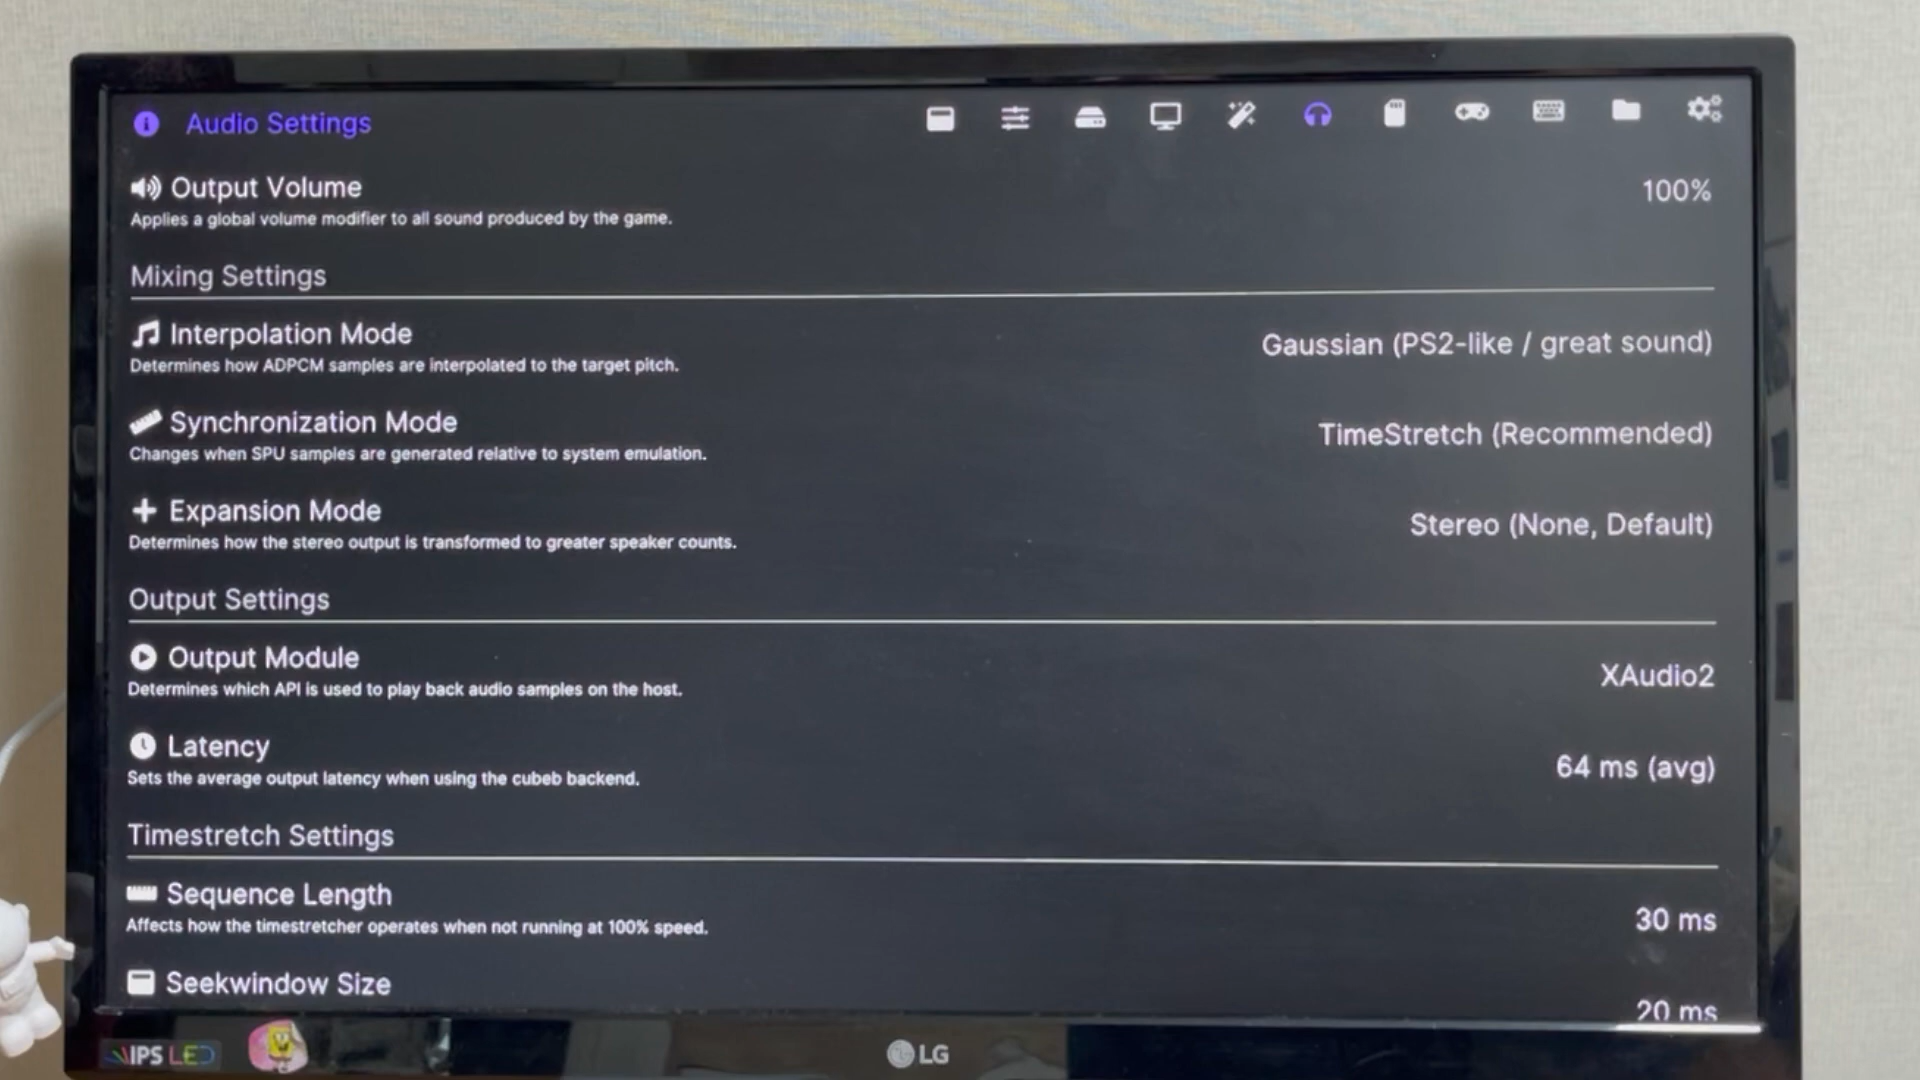 Audio Settings
Output Volume
100%
Applies a global volume modifier to all sound produced by the game.
Mixing Settings
Interpolation Mode
Gaussian (PS2-like / great sound)
Determines how ADPCM samples are interpolated to the target pitch.
Synchronization Mode
TimeStretch (Recommended)
Changes when SPU samples are generated relative to system emulation.
Expansion Mode
Stereo (None, Default)
Determines how the stereo output is transformed to greater speaker counts.
Output Settings
Output Module
XAudio2
Determines which API is used to play back audio samples on the host.
Latency
64 ms (avg)
Sets the average output latency when using the cubeb backend.
Timestretch Settings
Sequence Length
30 ms
Affects how the timestretcher operates when not running at 100% speed.
Seekwindow Size
20 ms
IPS LED
LG